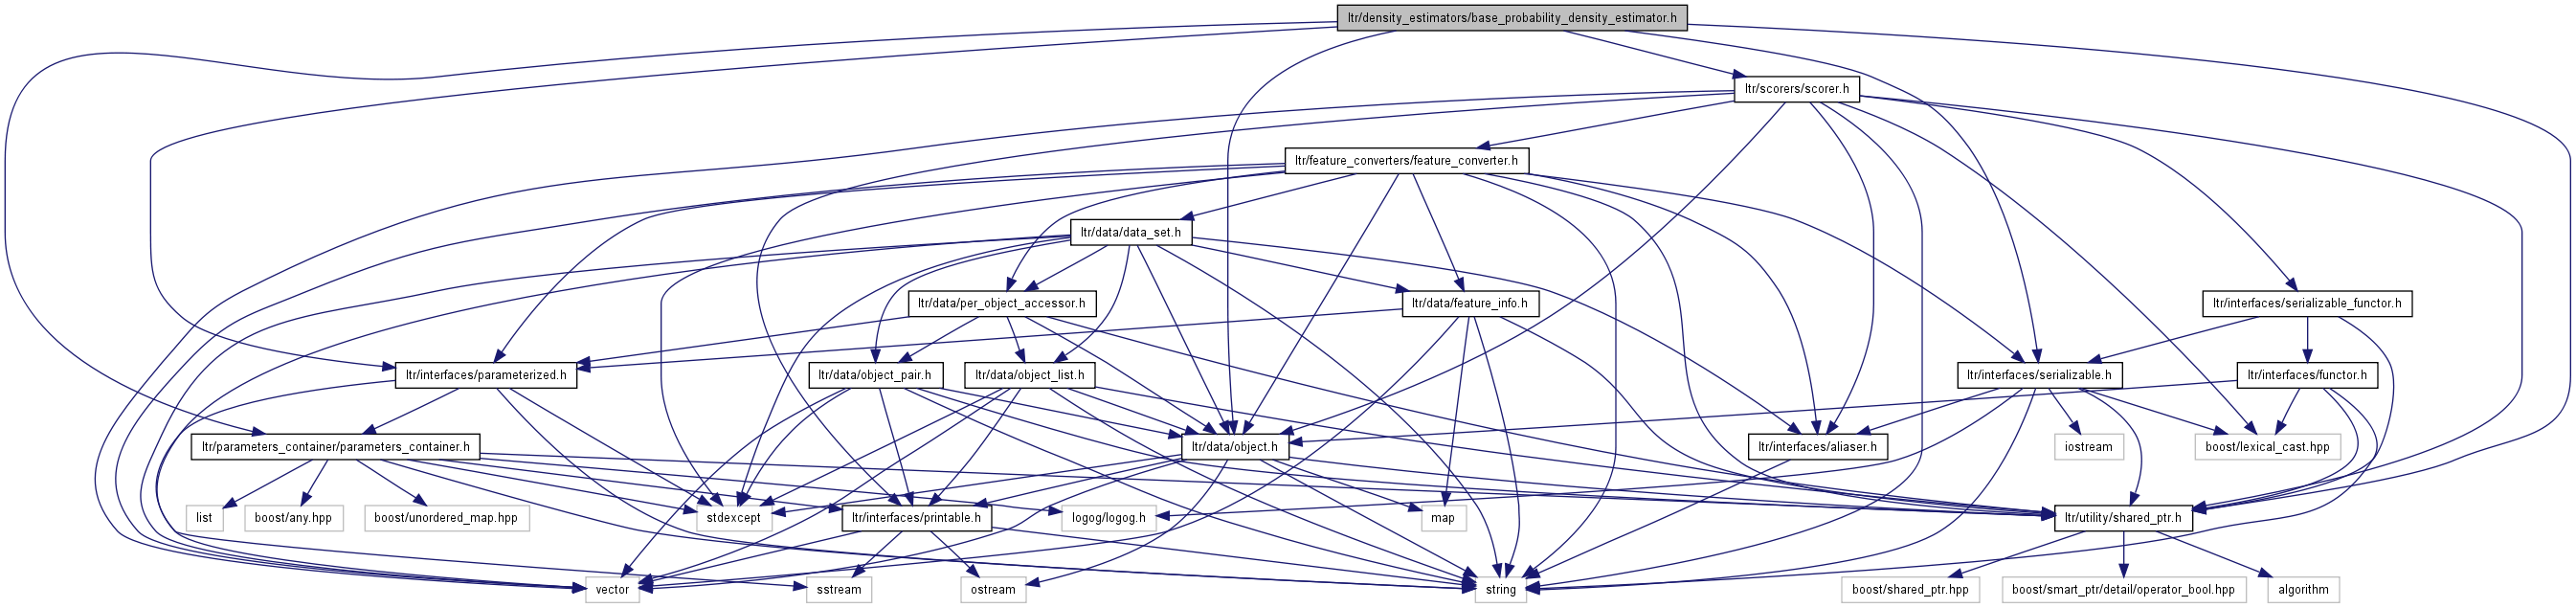 ltr/density_estimators/base_probability_density_estimator.h
ltr/scorers/scorer.h
ltr/feature_converters/feature_converter.h
ltr/data/data_set.h
ltr/data/per_object_accessor.h
ltr/data/feature_info.h
ltr/interfaces/serializable_functor.h
ltr/interfaces/parameterized.h
ltr/data/object_pair.h
ltr/data/object_list.h
ltr/interfaces/serializable.h
ltr/interfaces/functor.h
ltr/parameters_container/parameters_container.h
ltr/data/object.h
ltr/interfaces/aliaser.h
iostream
boost/lexical_cast.hpp
list
boost/any.hpp
boost/unordered_map.hpp
stdexcept
ltr/interfaces/printable.h
logog/logog.h
map
ltr/utility/shared_ptr.h
vector
sstream
ostream
string
boost/shared_ptr.hpp
boost/smart_ptr/detail/operator_bool.hpp
algorithm